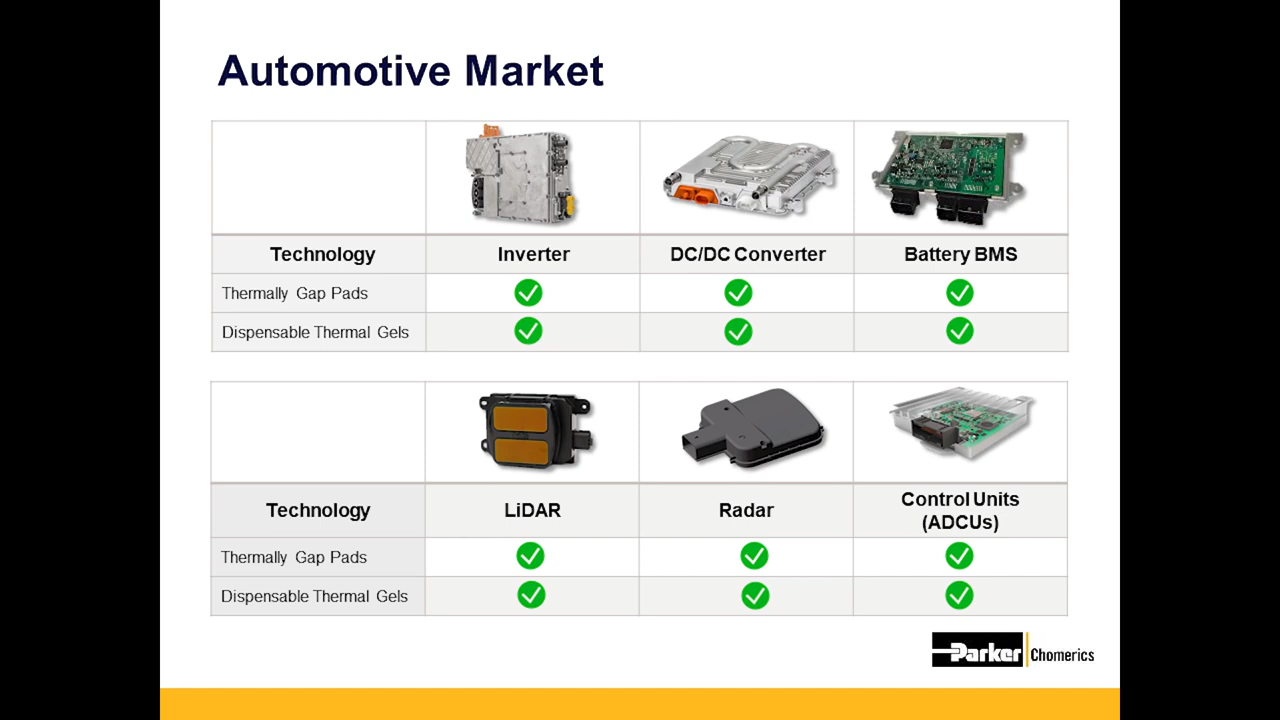 Automotive Market
Technology Inverter DC/DC Converter Battery BMS
Thermally Gap Pads
Dispensable Thermal Gels
Technology LiDAR Radar Control Units (ADCUs)
Thermally Gap Pads
Dispensable Thermal Gels
Parker Chomerics